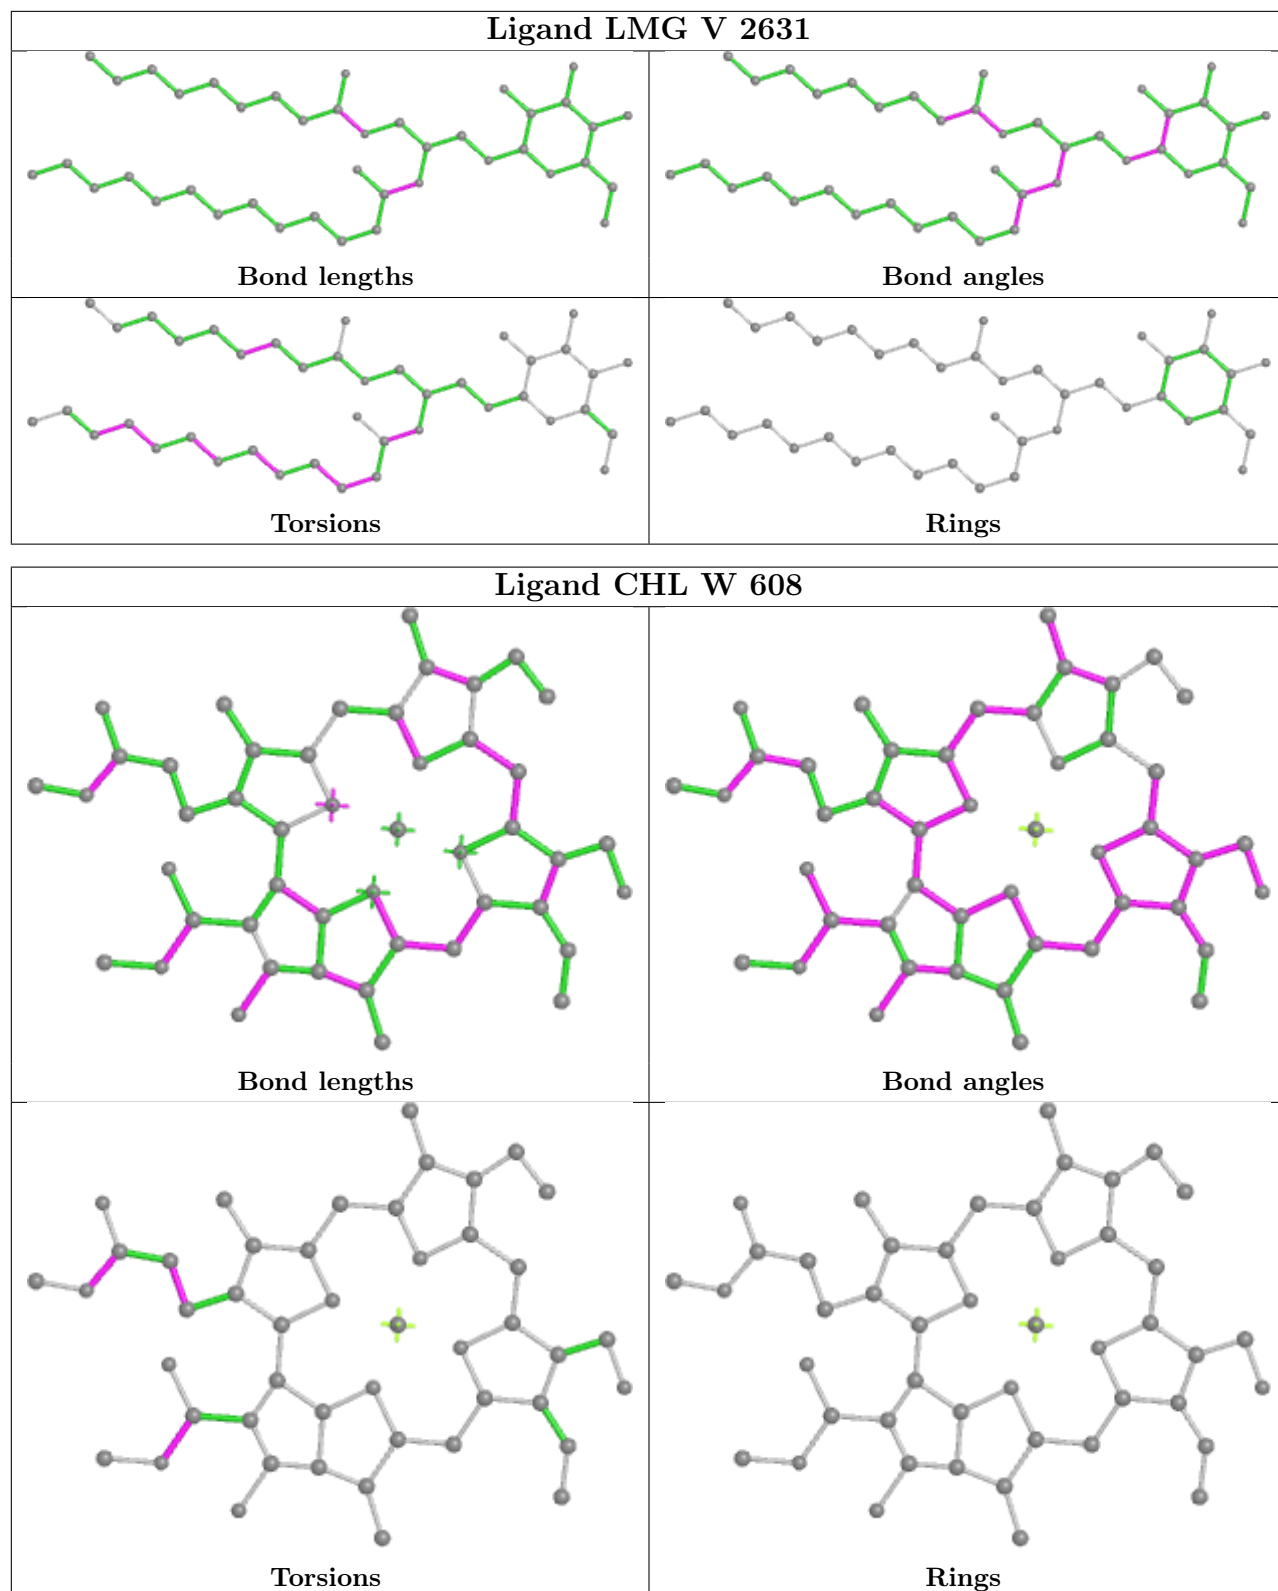 Ligand LMG V 2631
Bond lengths
Bond angles
Torsions
Rings
Ligand CHL W 608
Bond lengths
Bond angles
Torsions
Rings